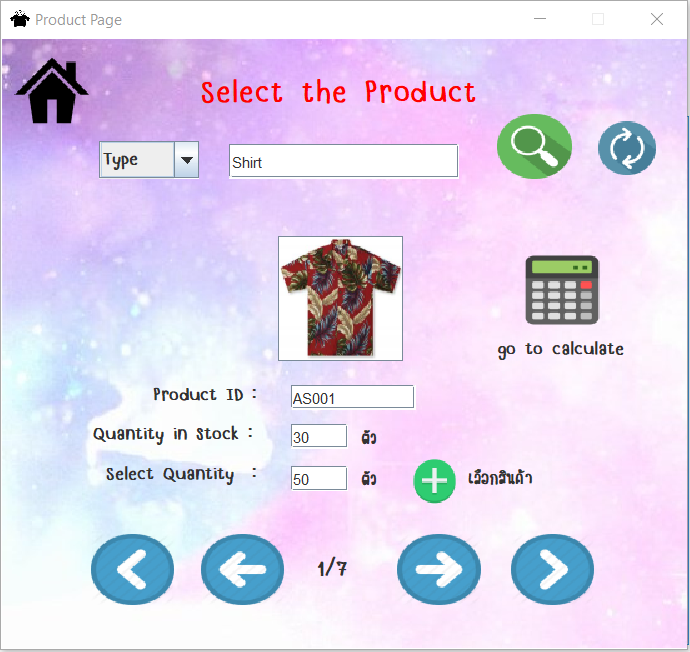 Product Page
Select the Product
Type
Shirt
go to calculate
Product ID :
AS001
Quantity in Stock :
30
ตัว
Select Quantity :
50
ตัว
เลือกสินค้า
1/7